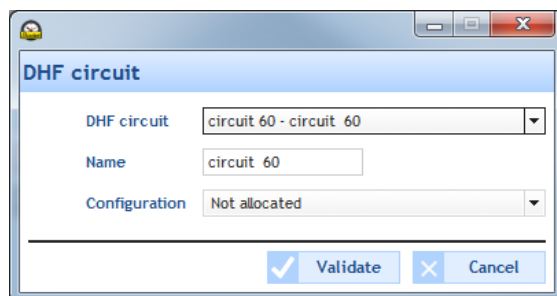 DHF circuit
DHF circuit circuit 60 - circuit  60
Name circuit  60
Configuration Not allocated
Validate Cancel